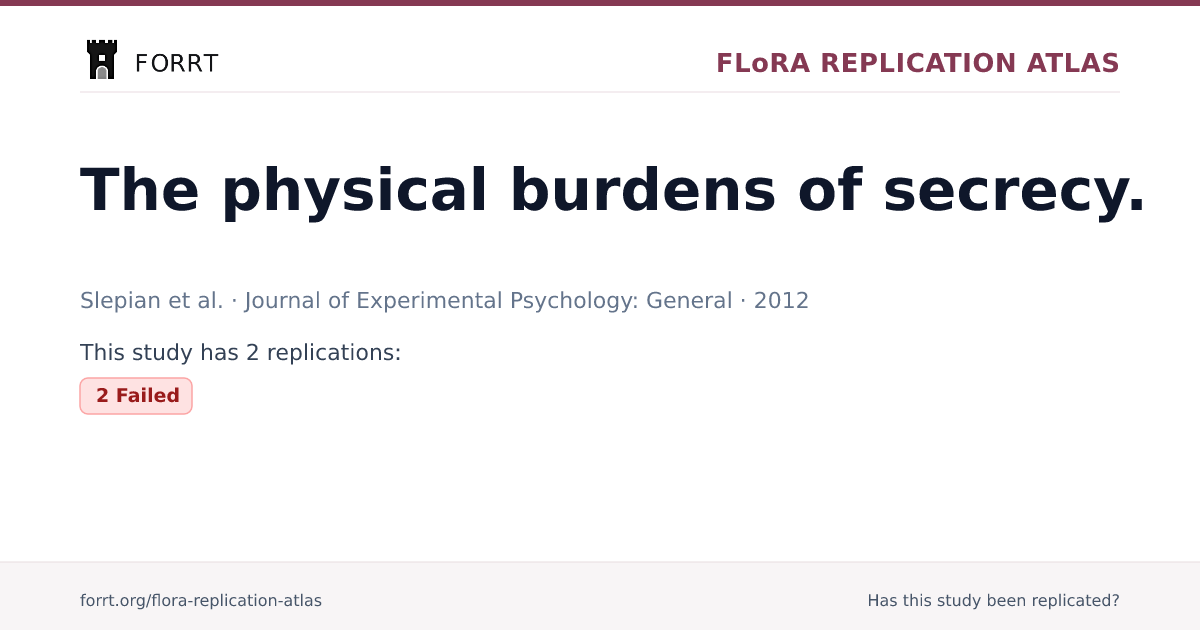 FORRT
FLoRA REPLICATION ATLAS
The physical burdens of secrecy.
Slepian et al. · Journal of Experimental Psychology: General · 2012
This study has 2 replications:
2 Failed
forrt.org/flora-replication-atlas
Has this study been replicated?